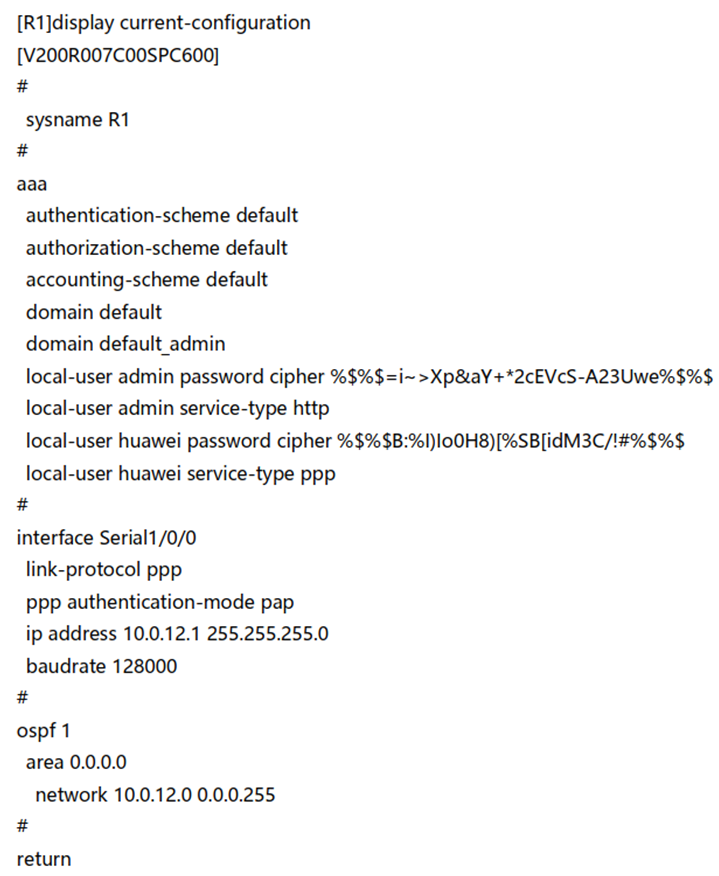 [R1]display current-configuration
[V200R007C00SPC600]
#
sysname R1
#
aaa
authentication-scheme default
authorization-scheme default
accounting-scheme default
domain default
domain default_admin
local-user admin password cipher %$%$=i~>Xp&aY+*2cEVcS-A23Uwe%$%$
local-user admin service-type http
local-user huawei password cipher %$%$B:%I)Io0H8)[%SB[idM3C/!#%$%$
local-user huawei service-type ppp
#
interface Serial1/0/0
link-protocol ppp
ppp authentication-mode pap
ip address 10.0.12.1 255.255.255.0
baudrate 128000
#
ospf 1
area 0.0.0.0
network 10.0.12.0 0.0.0.255
#
return